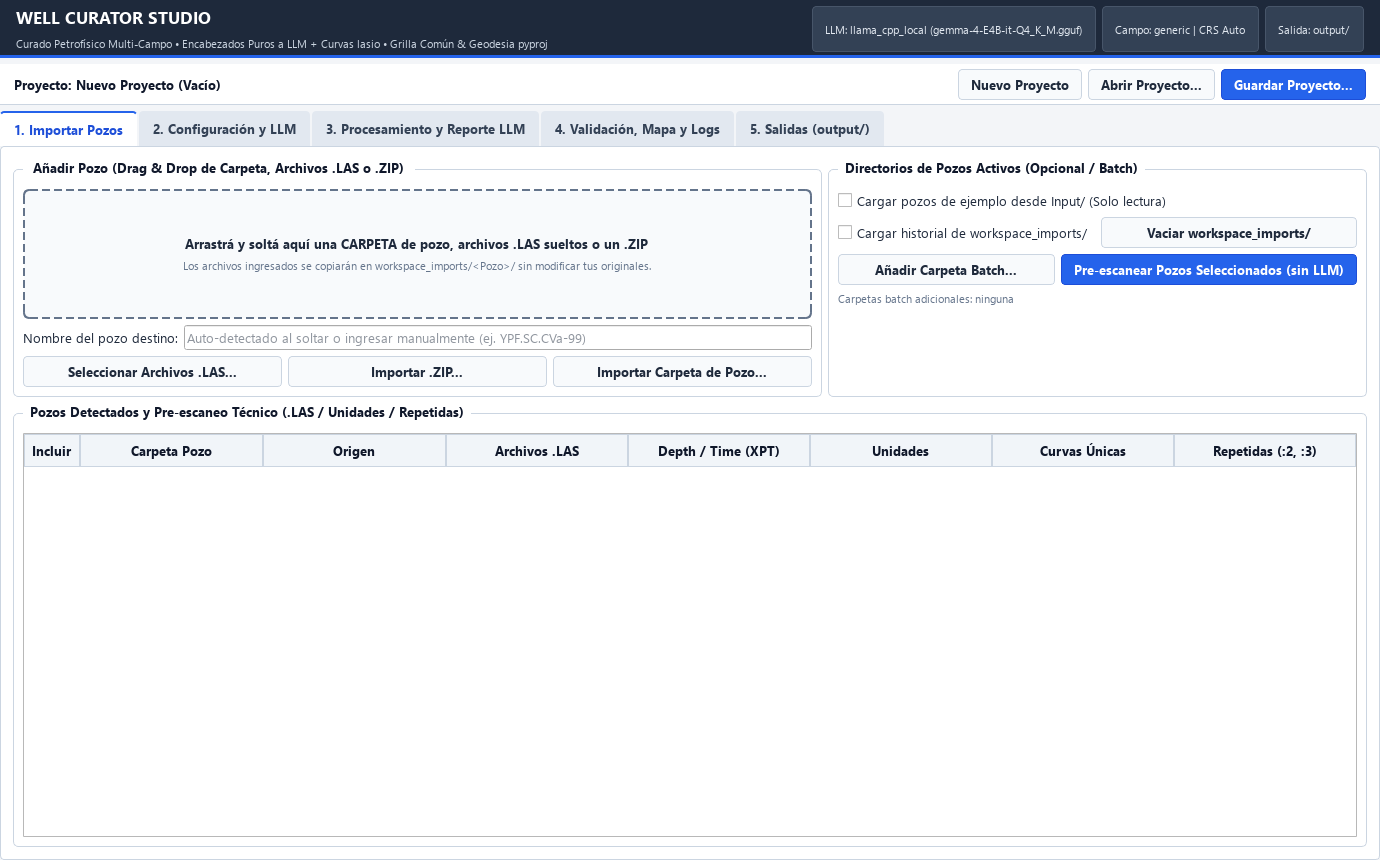 WELL CURATOR STUDIO
Curado Petrofísico Multi-Campo • Encabezados Puros a LLM + Curvas lasio • Grilla Común & Geodesia pyproj
LLM: llama_cpp_local (gemma-4-E4B-it-Q4_K_M.gguf)
Campo: generic | CRS Auto
Salida: output/
Proyecto: Nuevo Proyecto (Vacío)
Nuevo Proyecto
Abrir Proyecto...
Guardar Proyecto...
1. Importar Pozos
2. Configuración y LLM
3. Procesamiento y Reporte LLM
4. Validación, Mapa y Logs
5. Salidas (output/)
Añadir Pozo (Drag & Drop de Carpeta, Archivos .LAS o .ZIP)
Arrastrá y soltá aquí una CARPETA de pozo, archivos .LAS sueltos o un .ZIP
Los archivos ingresados se copiarán en workspace_imports/<Pozo>/ sin modificar tus originales.
Nombre del pozo destino:
Auto-detectado al soltar o ingresar manualmente (ej. YPF.SC.CVa-99)
Seleccionar Archivos .LAS...
Importar .ZIP...
Importar Carpeta de Pozo...
Directorios de Pozos Activos (Opcional / Batch)
Cargar pozos de ejemplo desde Input/ (Solo lectura)
Cargar historial de workspace_imports/
Vaciar workspace_imports/
Añadir Carpeta Batch...
Pre-escanear Pozos Seleccionados (sin LLM)
Carpetas batch adicionales: ninguna
Pozos Detectados y Pre-escaneo Técnico (.LAS / Unidades / Repetidas)
Incluir
Carpeta Pozo
Origen
Archivos .LAS
Depth / Time (XPT)
Unidades
Curvas Únicas
Repetidas (:2, :3)